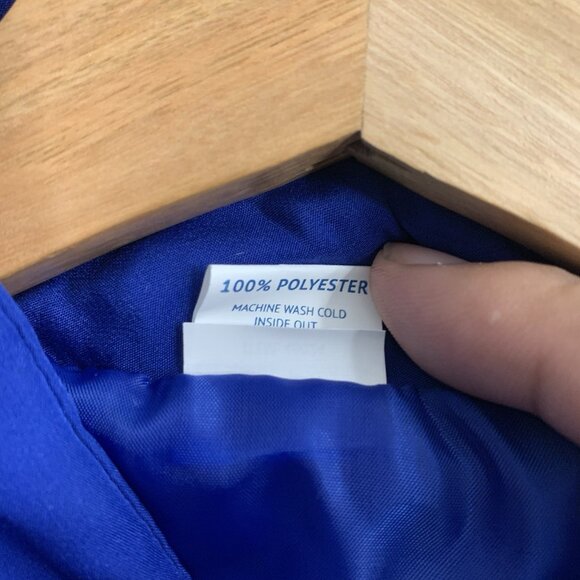 100% POLYESTER
MACHINE WASH COLD
INSIDE OUT